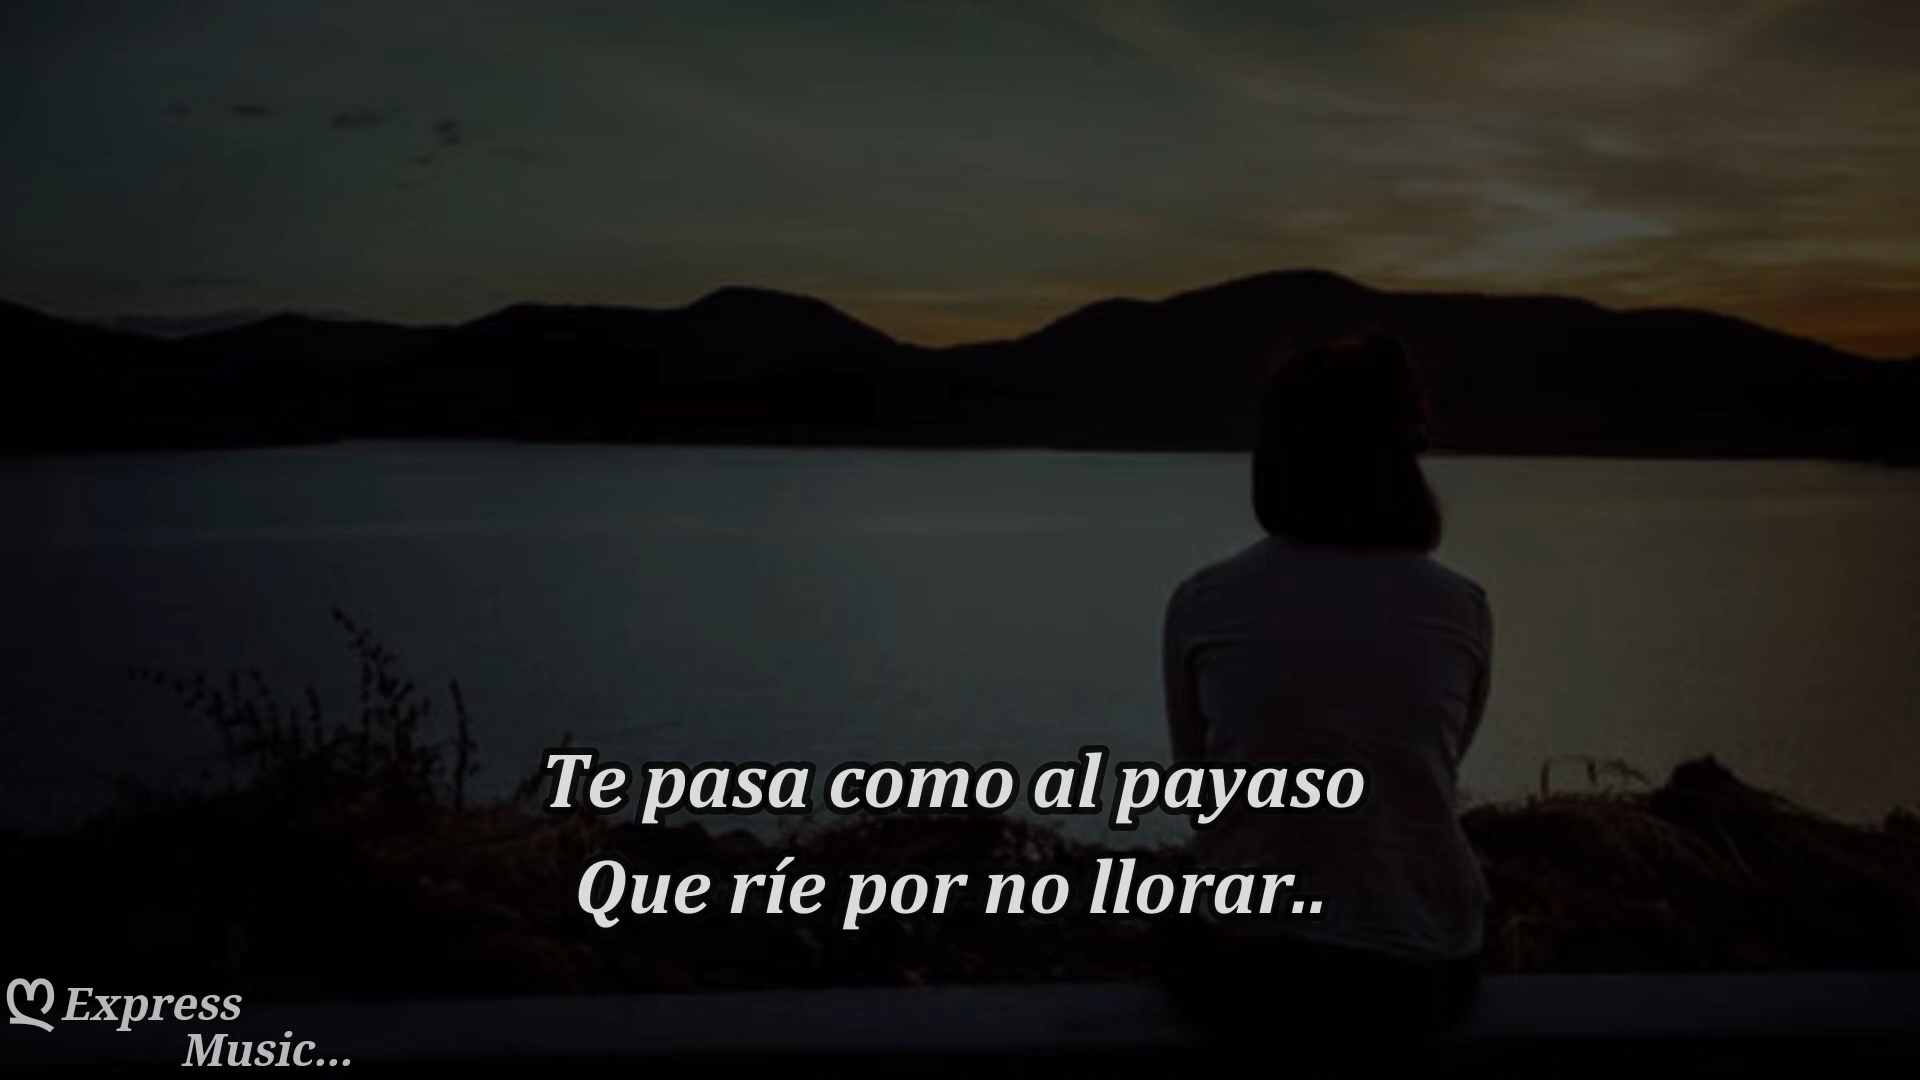 Te pasa como al payaso
Que ríe por no llorar..
ღ Express
Music...